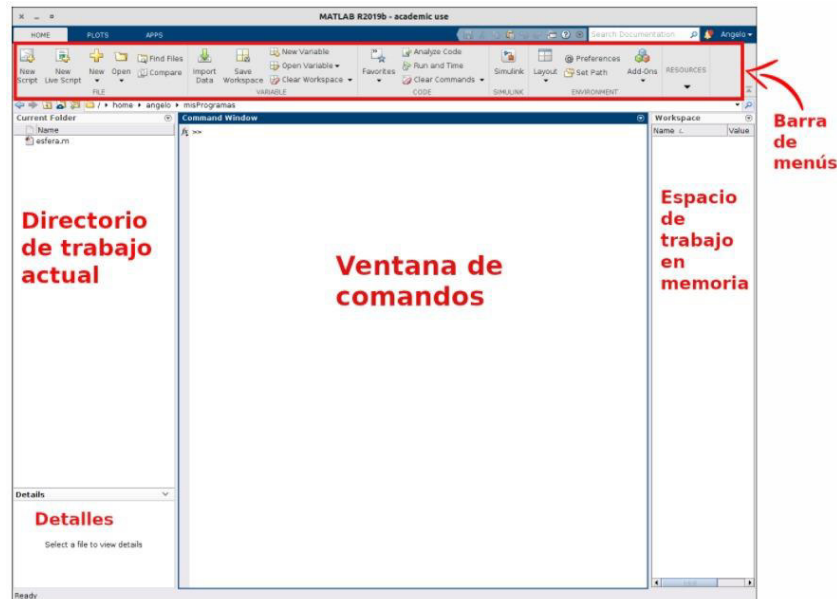 MATLAB R2019b - academic use
HOME PLOTS APPS Search Documentation Angelo
New Script
New Live Script
New
Open
Find Files
Compare
FILE
Import Data
Save Workspace
New Variable
Open Variable
Clear Workspace
VARIABLE
Favorites
Analyze Code
Run and Time
Clear Commands
CODE
Simulink
SIMULINK
Layout
Preferences
Set Path
Add-Ons
ENVIRONMENT
RESOURCES
/ home angelo misProgramas
Barra
de
menús
Current Folder
Name
esfera.m
Directorio
de trabajo
actual
Details
Detalles
Select a file to view details
Command Window
fx >>
Ventana de
comandos
Workspace
Name Value
Espacio
de
trabajo
en
memoria
Ready